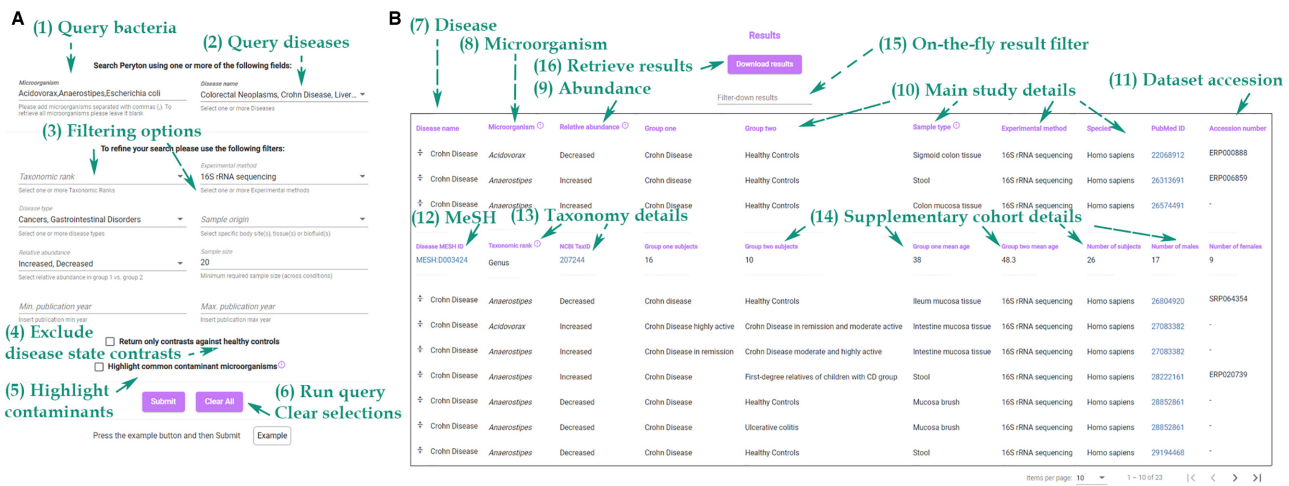 A
(1) Query bacteria
(2) Query diseases
Search Peryton using one or more of the following fields:
Microorganism
Acidovorax,Anaerostipes,Escherichia coli
Please add microorganisms separated with commas (,). To
retrieve all microorganisms please leave it blank
Disease name
Colorectal Neoplasms, Crohn Disease, Liver...
Select one or more Diseases
(3) Filtering options
To refine your search please use the following filters:
Taxonomic rank
Select one or more Taxonomic Ranks
Experimental method
16S rRNA sequencing
Select one or more Experimental methods
Disease type
Cancers, Gastrointestinal Disorders
Select one or more disease types
Sample origin
Select specific body site(s), tissue(s) or biofluid(s)
Relative abundance
Increased, Decreased
Select relative abundance in group 1 vs. group 2
Sample size
20
Minimum required sample size (across conditions)
Min. publication year
Insert publication min year
Max. publication year
Insert publication max year
(4) Exclude
disease state contrasts
Return only contrasts against healthy controls
Highlight common contaminant microorganisms
(5) Highlight
contaminants
Submit
Clear All
(6) Run query
Clear selections
Press the example button and then Submit
Example
B
(7) Disease
(8) Microorganism
(16) Retrieve results
(9) Abundance
Results
Download results
Filter-down results
(15) On-the-fly result filter
(10) Main study details
(11) Dataset accession
Disease name Microorganism Relative abundance Group one Group two Sample type Experimental method Species PubMed ID Accession number
Crohn Disease Acidovorax Decreased Crohn Disease Healthy Controls Sigmoid colon tissue 16S rRNA sequencing Homo sapiens 22068912 ERP000888
Crohn Disease Anaerostipes Increased Crohn disease Healthy Controls Stool 16S rRNA sequencing Homo sapiens 26313691 ERP006859
Crohn Disease Anaerostipes Increased Crohn Disease Healthy Controls Colon mucosa tissue 16S rRNA sequencing Homo sapiens 26574491 -
(12) MeSH (13) Taxonomy details (14) Supplementary cohort details
Disease MESH ID Taxonomic rank NCBI TaxID Group one subjects Group two subjects Group one mean age Group two mean age Number of subjects Number of males Number of females
MESH:D003424 Genus 207244 16 10 38 48.3 26 17 9
Crohn Disease Anaerostipes Decreased Crohn disease Healthy Controls Ileum mucosa tissue 16S rRNA sequencing Homo sapiens 26804920 SRP064354
Crohn Disease Acidovorax Increased Crohn Disease highly active Crohn Disease in remission and moderate active Intestine mucosa tissue 16S rRNA sequencing Homo sapiens 27083382 -
Crohn Disease Anaerostipes Increased Crohn Disease in remission Crohn Disease moderate and highly active Intestine mucosa tissue 16S rRNA sequencing Homo sapiens 27083382 -
Crohn Disease Anaerostipes Increased Crohn Disease First-degree relatives of children with CD group Stool 16S rRNA sequencing Homo sapiens 28222161 ERP020739
Crohn Disease Anaerostipes Decreased Crohn Disease Healthy Controls Mucosa brush 16S rRNA sequencing Homo sapiens 28852861 -
Crohn Disease Anaerostipes Decreased Crohn Disease Ulcerative colitis Mucosa brush 16S rRNA sequencing Homo sapiens 28852861 -
Crohn Disease Anaerostipes Decreased Crohn Disease Healthy Controls Stool 16S rRNA sequencing Homo sapiens 29194468 -
Items per page: 10 1 – 10 of 23